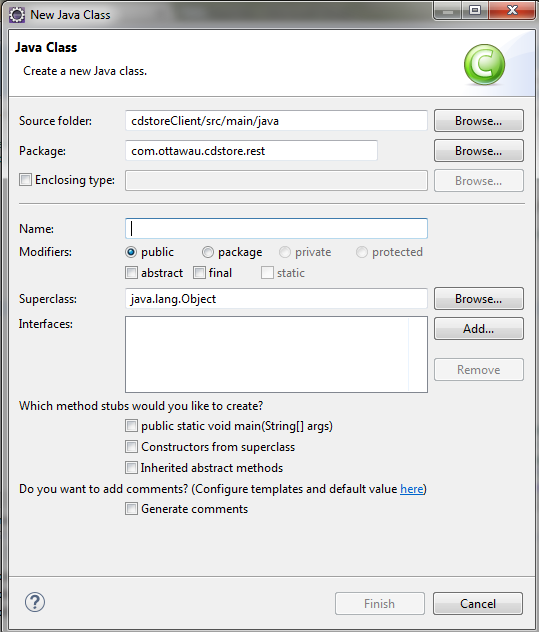 New Java Class
Java Class
Create a new Java class.
C
Source folder: cdstoreClient/src/main/java Browse...
Package: com.ottawau.cdstore.rest Browse...
Enclosing type: Browse...
Name:
Modifiers: public package private protected
abstract final static
Superclass: java.lang.Object Browse...
Interfaces: Add...
Remove
Which method stubs would you like to create?
public static void main(String[] args)
Constructors from superclass
Inherited abstract methods
Do you want to add comments? (Configure templates and default value here)
Generate comments
? Finish Cancel